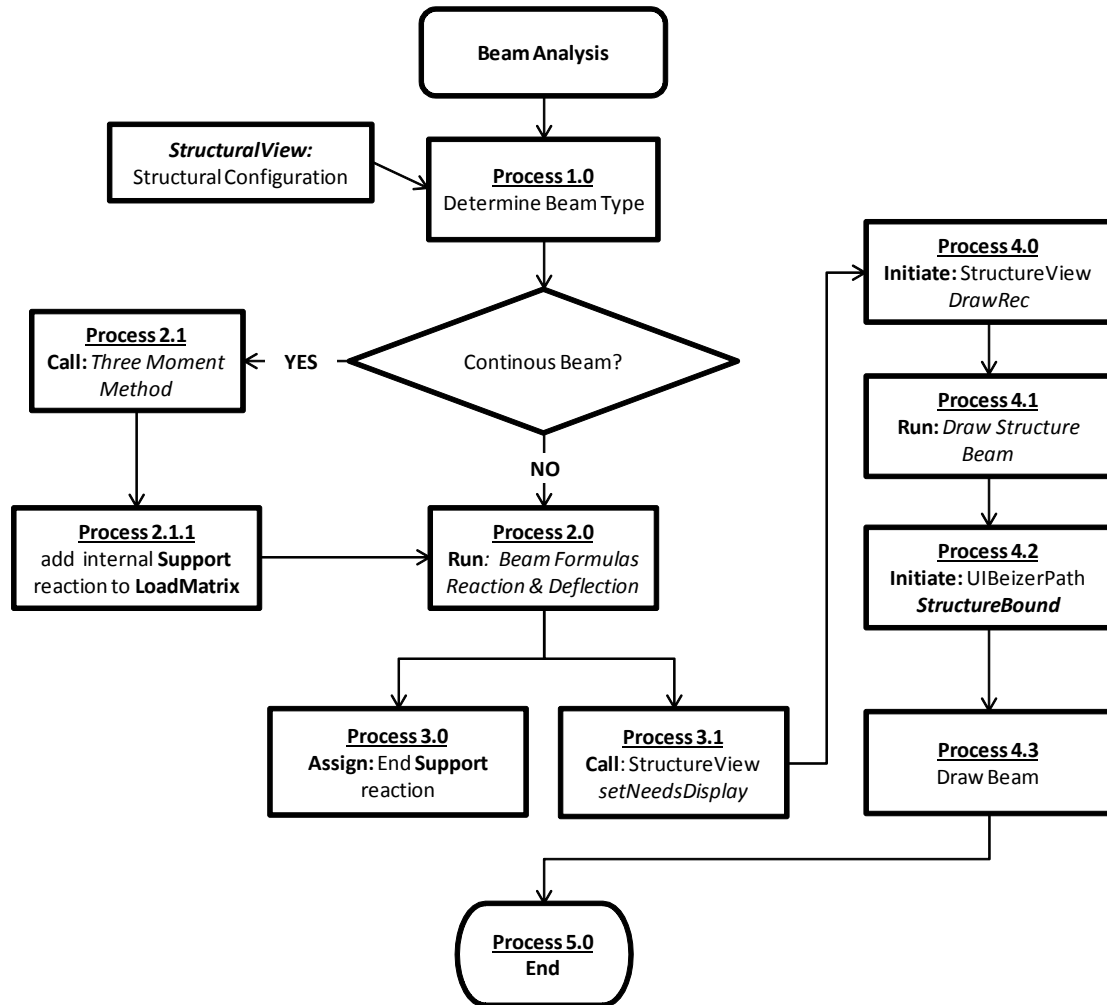 Beam Analysis
StructuralView:
Structural Configuration
Process 1.0
Determine Beam Type
Process 4.0
Initiate: StructureView
DrawRec
Process 2.1
Call: Three Moment
Method
YES
Continous Beam?
Process 4.1
Run: Draw Structure
Beam
NO
Process 2.1.1
add internal Support
reaction to LoadMatrix
Process 2.0
Run: Beam Formulas
Reaction & Deflection
Process 4.2
Initiate: UIBeizerPath
StructureBound
Process 3.0
Assign: End Support
reaction
Process 3.1
Call: StructureView
setNeedsDisplay
Process 4.3
Draw Beam
Process 5.0
End